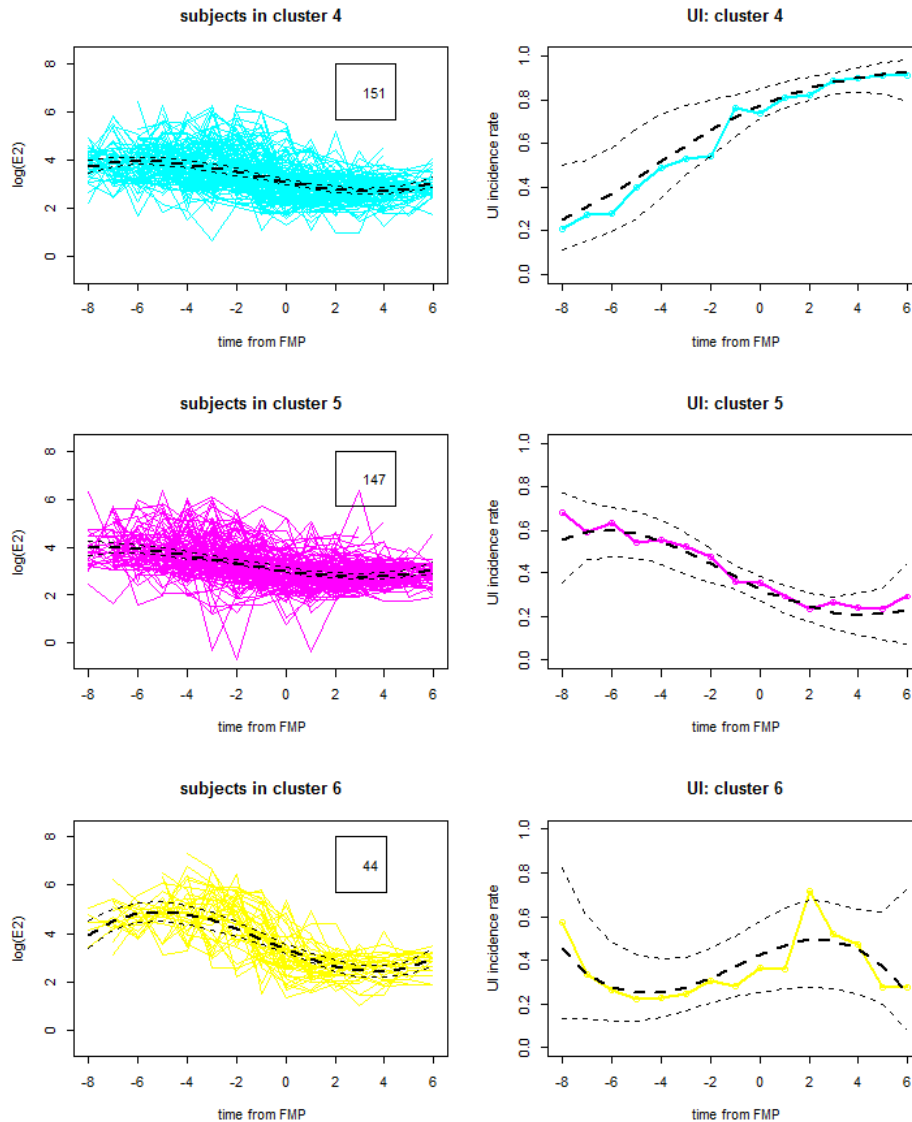 subjects in cluster 4
151
log(E2)
8
6
4
2
0
-8 -6 -4 -2 0 2 4 6
time from FMP
UI: cluster 4
UI incidence rate
1.0
0.8
0.6
0.4
0.2
0.0
-8 -6 -4 -2 0 2 4 6
time from FMP
subjects in cluster 5
147
log(E2)
8
6
4
2
0
-8 -6 -4 -2 0 2 4 6
time from FMP
UI: cluster 5
UI incidence rate
1.0
0.8
0.6
0.4
0.2
0.0
-8 -6 -4 -2 0 2 4 6
time from FMP
subjects in cluster 6
44
log(E2)
8
6
4
2
0
-8 -6 -4 -2 0 2 4 6
time from FMP
UI: cluster 6
UI incidence rate
1.0
0.8
0.6
0.4
0.2
0.0
-8 -6 -4 -2 0 2 4 6
time from FMP